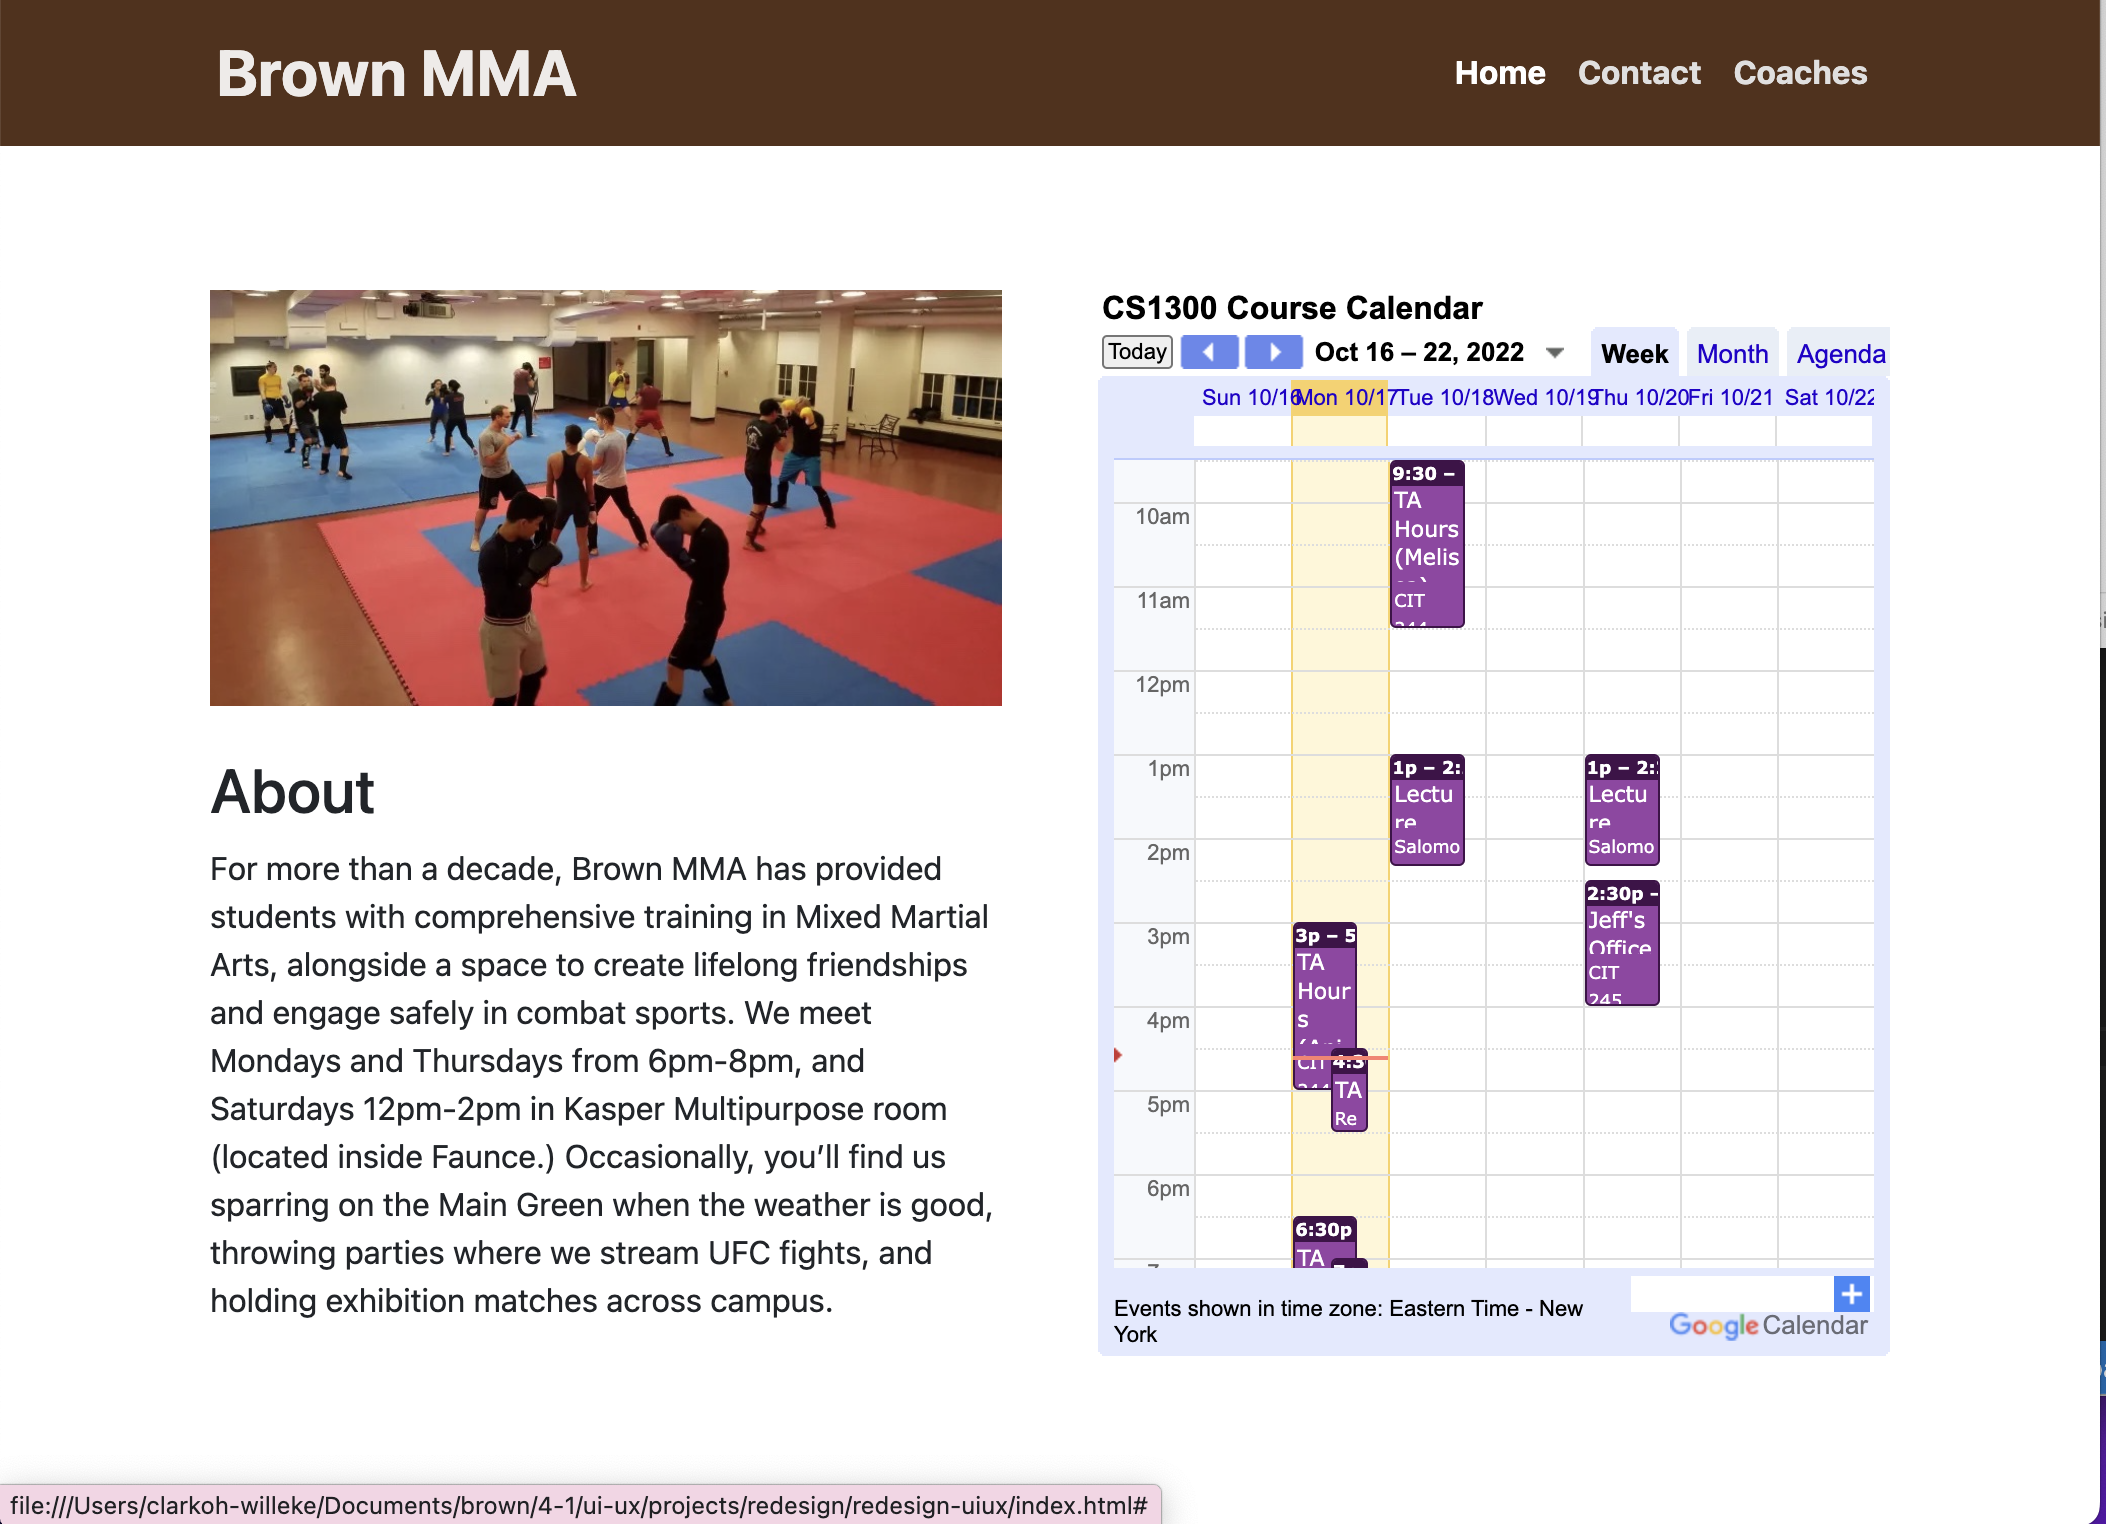 Brown MMA
Home Contact Coaches
About
For more than a decade, Brown MMA has provided
students with comprehensive training in Mixed Martial
Arts, alongside a space to create lifelong friendships
and engage safely in combat sports. We meet
Mondays and Thursdays from 6pm-8pm, and
Saturdays 12pm-2pm in Kasper Multipurpose room
(located inside Faunce.) Occasionally, you’ll find us
sparring on the Main Green when the weather is good,
throwing parties where we stream UFC fights, and
holding exhibition matches across campus.
CS1300 Course Calendar
Today Oct 16 – 22, 2022 Week Month Agenda
Sun 10/16 Mon 10/17 Tue 10/18 Wed 10/19 Thu 10/20 Fri 10/21 Sat 10/22
10am
11am
12pm
1pm
2pm
3pm
4pm
5pm
6pm
3p – 5
TA
Hour
s
CIT
4:3
TA
Re
6:30p
TA
9:30 –
TA
Hours
(Melis
CIT
1p – 2:
Lectu
re
Salomo
1p – 2:
Lectu
re
Salomo
2:30p –
Jeff's
Office
CIT
245
Events shown in time zone: Eastern Time - New
York
Google Calendar
file:///Users/clarkoh-willeke/Documents/brown/4-1/ui-ux/projects/redesign/redesign-uiux/index.html#